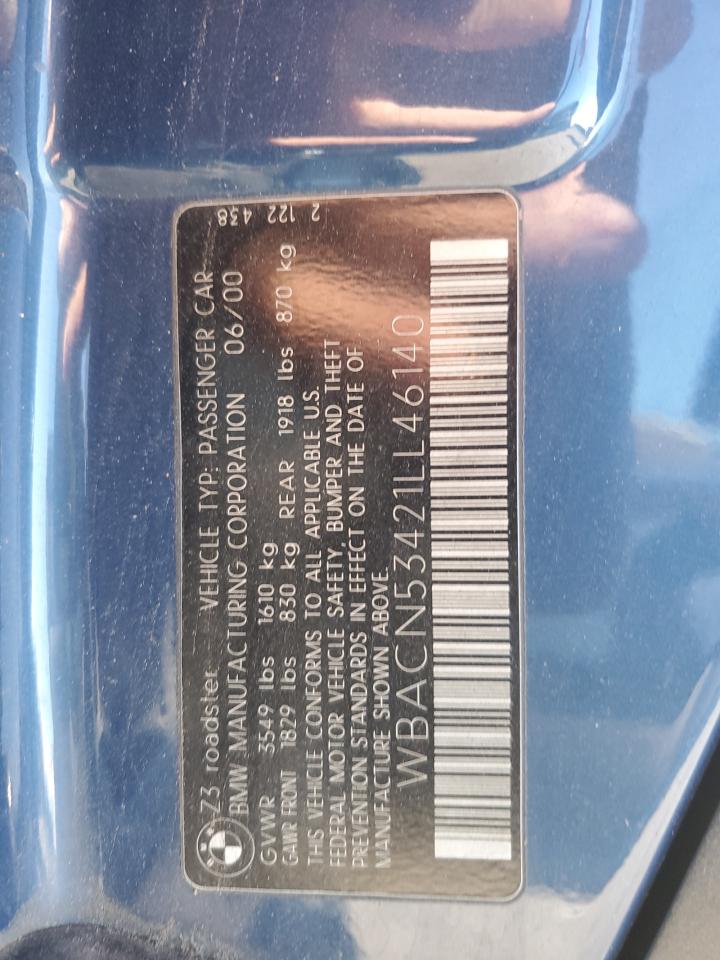 Z3 roadster VEHICLE TYP: PASSENGER CAR
BMW MANUFACTURING CORPORATION 06/00
GVWR 3549 lbs 1610 kg
GAWR FRONT 1829 lbs 830 kg REAR 1918 lbs 870 kg
THIS VEHICLE CONFORMS TO ALL APPLICABLE U.S.
FEDERAL MOTOR VEHICLE SAFETY, BUMPER AND THEFT
PREVENTION STANDARDS IN EFFECT ON THE DATE OF
MANUFACTURE SHOWN ABOVE.
WBACN53421LL46140
438
122
2